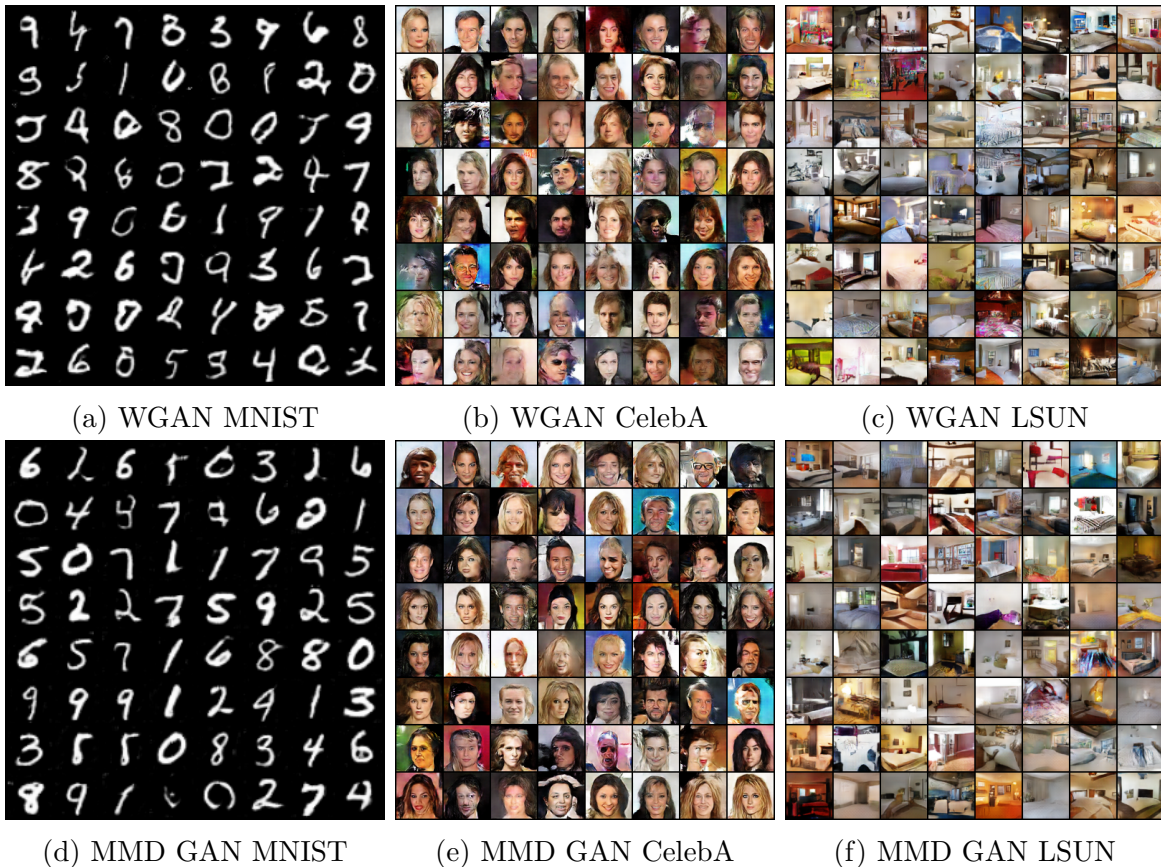 (a) WGAN MNIST
(b) WGAN CelebA
(c) WGAN LSUN
(d) MMD GAN MNIST
(e) MMD GAN CelebA
(f) MMD GAN LSUN